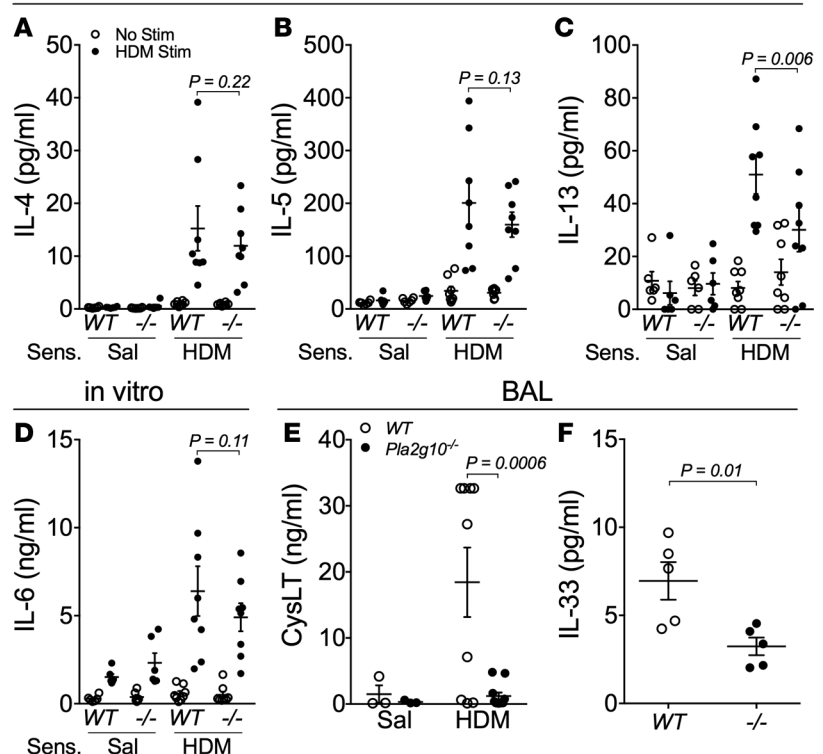 A
No Stim
HDM Stim
IL-4 (pg/ml)
50
40
30
20
10
0
P = 0.22
WT -/- WT -/-
Sens. Sal HDM
B
IL-5 (pg/ml)
500
400
300
200
100
0
P = 0.13
WT -/- WT -/-
Sens. Sal HDM
C
IL-13 (pg/ml)
100
80
60
40
20
0
P = 0.006
WT -/- WT -/-
Sens. Sal HDM
in vitro
BAL
D
IL-6 (ng/ml)
15
10
5
0
P = 0.11
WT -/- WT -/-
Sens. Sal HDM
E
WT
Pla2g10-/-
CysLT (ng/ml)
40
30
20
10
0
P = 0.0006
Sal HDM
F
IL-33 (pg/ml)
15
10
5
0
P = 0.01
WT -/-